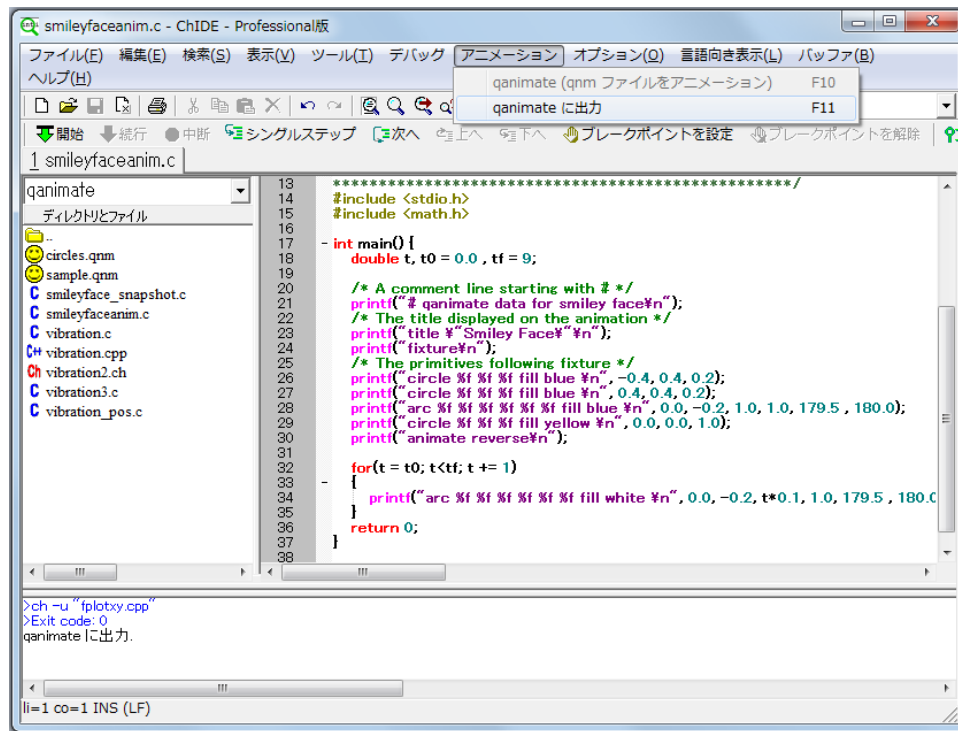 smileyfaceanim.c - ChIDE - Professional版
ファイル(F) 編集(E) 検索(S) 表示(V) ツール(T) デバッグ アニメーション オプション(O) 言語向き表示(L) バッファ(B)
ヘルプ(H)
qanimate (qnm ファイルをアニメーション) F10
qanimate に出力 F11
開始 続行 中断 シングルステップ 次へ 上へ 下へ ブレークポイントを設定 ブレークポイントを解除
1 smileyfaceanim.c
qanimate
ディレクトリとファイル
..
circles.qnm
sample.qnm
C smileyface_snapshot.c
C smileyfaceanim.c
C vibration.c
C++ vibration.cpp
Ch vibration2.ch
C vibration3.c
C vibration_pos.c
13 **************************************************/
14 #include <stdio.h>
15 #include <math.h>
16
17 - int main() {
18 double t, t0 = 0.0 , tf = 9;
19
20 /* A comment line starting with # */
21 printf("# qanimate data for smiley face¥n");
22 /* The title displayed on the animation */
23 printf("title ¥"Smiley Face¥"¥n");
24 printf("fixture¥n");
25 /* The primitives following fixture */
26 printf("circle %f %f %f fill blue ¥n", -0.4, 0.4, 0.2);
27 printf("circle %f %f %f fill blue ¥n", 0.4, 0.4, 0.2);
28 printf("arc %f %f %f %f %f %f fill blue ¥n", 0.0, -0.2, 1.0, 1.0, 179.5 , 180.0);
29 printf("circle %f %f %f fill yellow ¥n", 0.0, 0.0, 1.0);
30 printf("animate reverse¥n");
31
32 for(t = t0; t<tf; t += 1)
33 - {
34 printf("arc %f %f %f %f %f %f fill white ¥n", 0.0, -0.2, t*0.1, 1.0, 179.5 , 180.0
35 }
36 return 0;
37 }
38
>ch -u "fplotxy.cpp"
>Exit code: 0
qanimate に出力.
li=1 co=1 INS (LF)